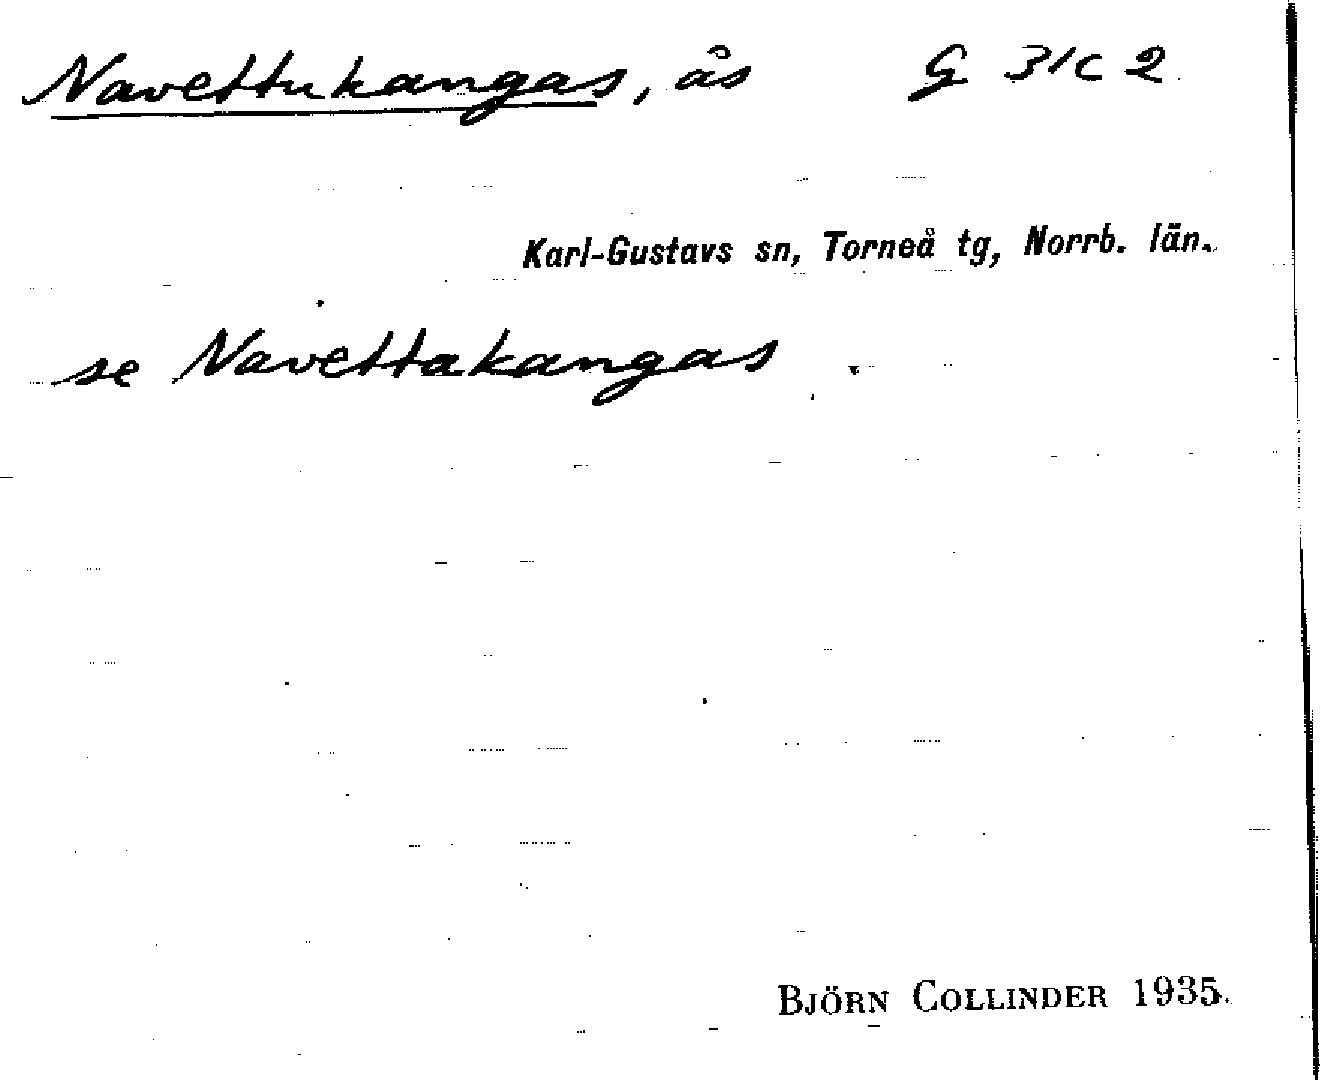 Navettukangas, ås G 31c 2
Karl-Gustavs sn, Torneå tg, Norrb. län.
se Navettakangas.
BJÖRN COLLINDER 1935.